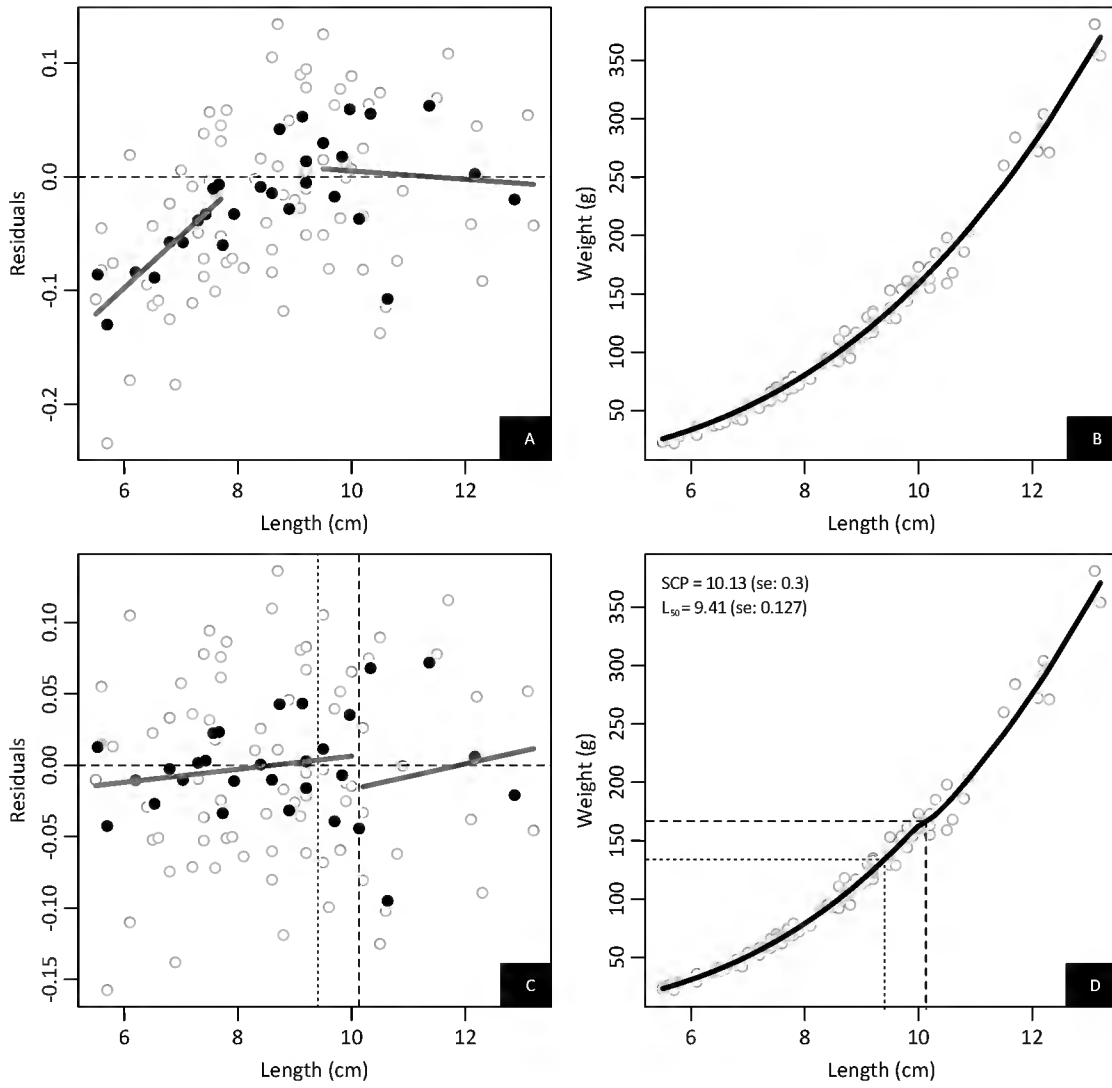 Residuals
0.1
0.0
-0.1
-0.2
6
8
10
12
Length (cm)
A
Weight (g)
350
300
250
200
150
100
50
6
8
10
12
Length (cm)
B
Residuals
0.10
0.05
0.00
-0.05
-0.10
-0.15
6
8
10
12
Length (cm)
C
SCP = 10.13 (se: 0.3)
L₅₀ = 9.41 (se: 0.127)
Weight (g)
350
300
250
200
150
100
50
6
8
10
12
Length (cm)
D